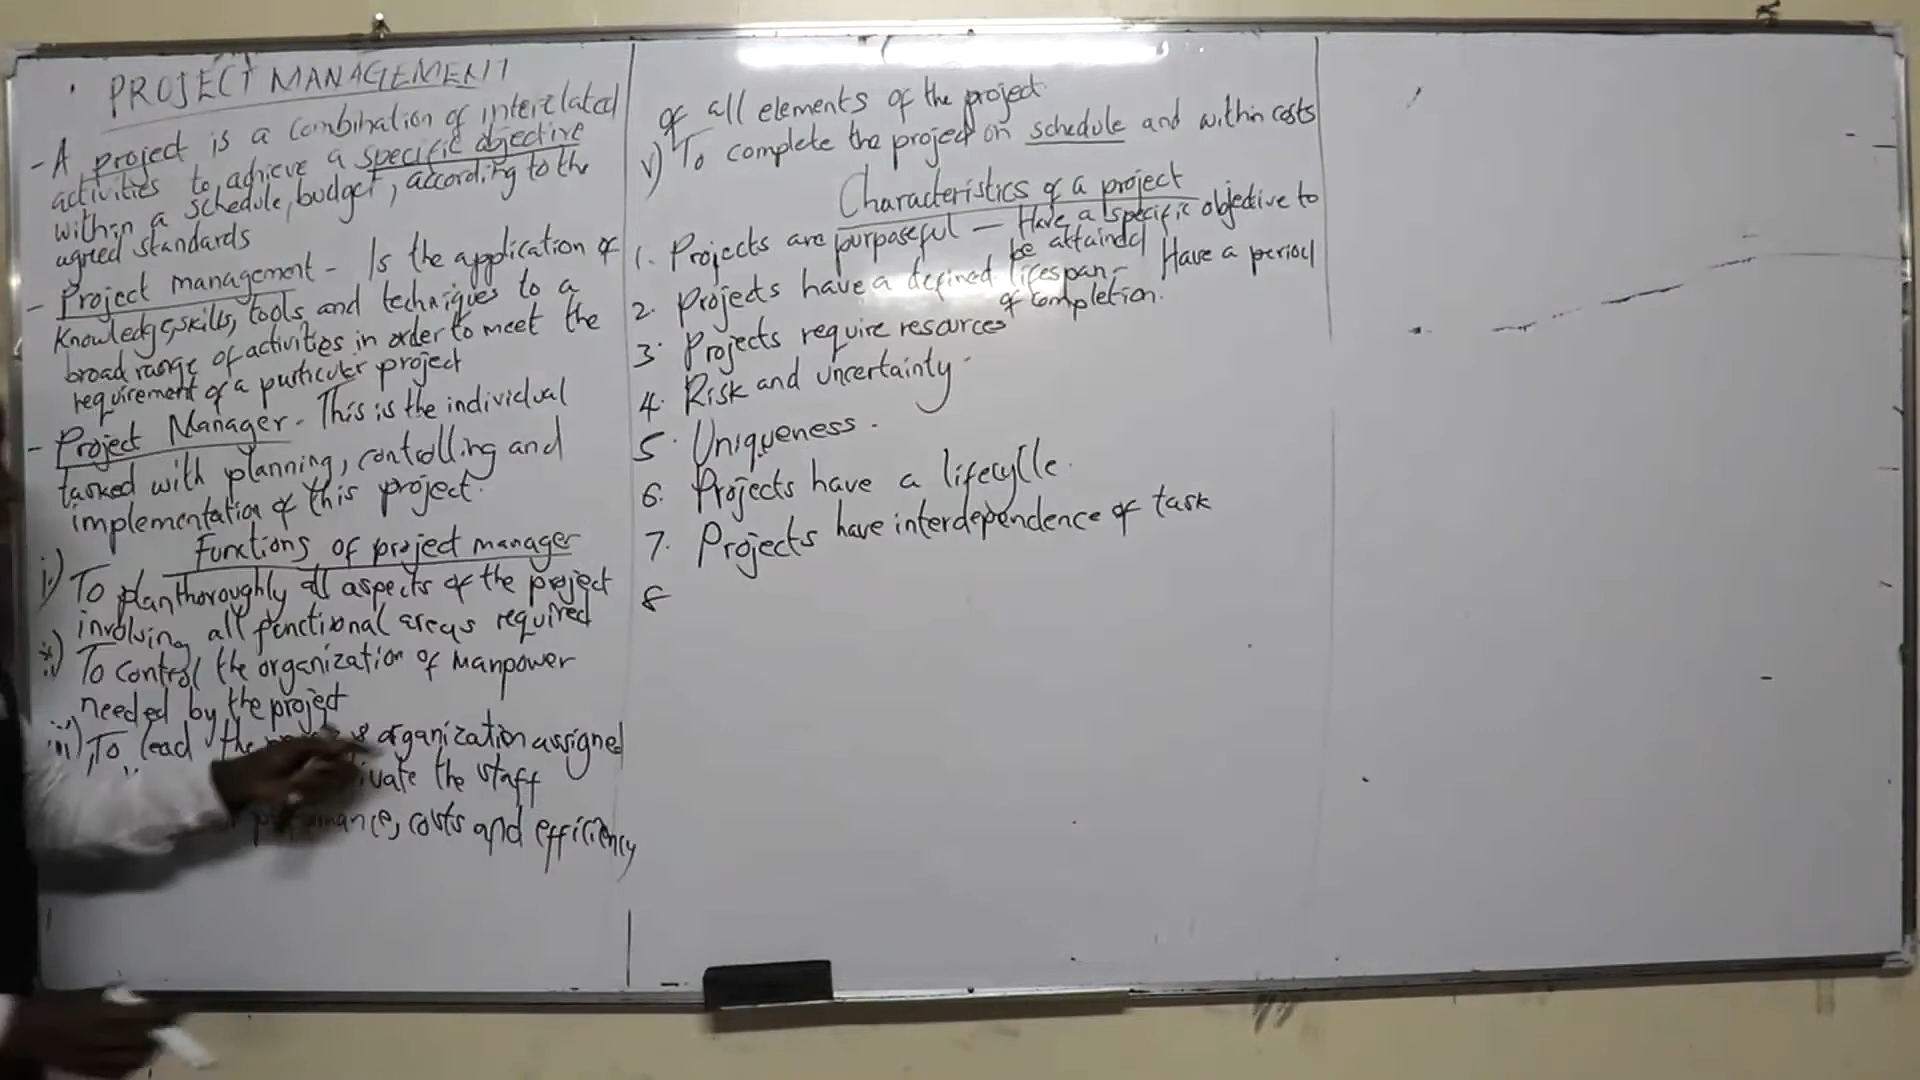 PROJECT MANAGEMENT
- A project is a combination of interelated
activities to achieve a specific objective
within a schedule, budget, according to the
agreed standards
- Project management - Is the application of
knowledge, skills, tools and techniques to a
broad range of activities in order to meet the
requirement of a particular project
- Project Manager - This is the individual
tasked with planning, controlling and
implementation of this project.
Functions of project manager
i) To plan thoroughly all aspects of the project
involving all functional areas required
ii) To control the organization of manpower
needed by the project
iii) To lead the organization assigned
the staff
costs and efficiency
of all elements of the project
v) To complete the project on schedule and within costs
Characteristics of a project
1. Projects are purposeful - Have a specific objective to
be attained
2. Projects have a defined lifespan - Have a period
of completion.
3. Projects require resources
4. Risk and uncertainty.
5. Uniqueness.
6. Projects have a lifecylle.
7. Projects have interdependence of task
8